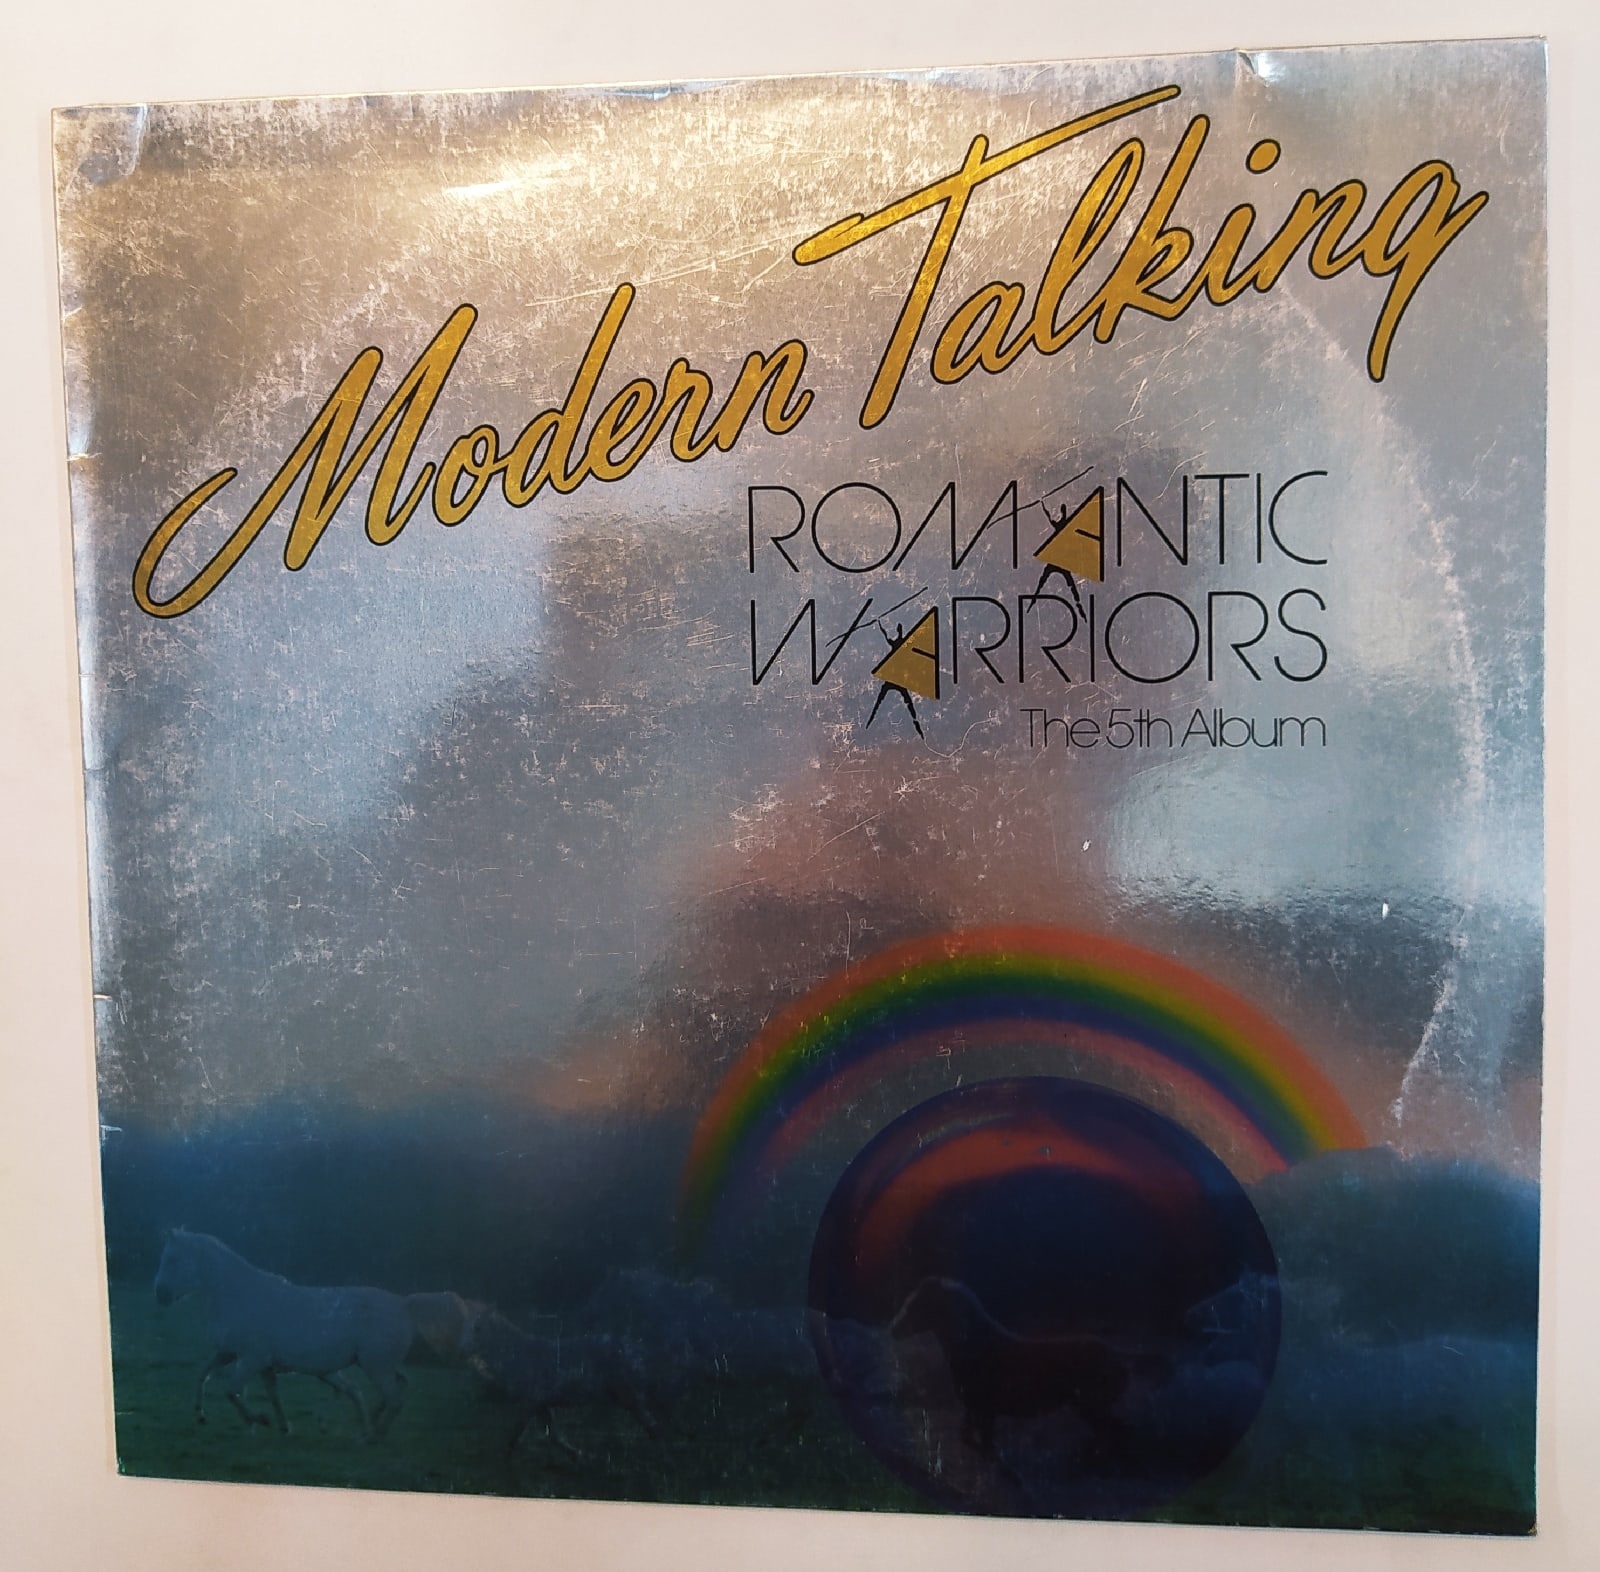 Modern Talking
ROMANTIC
WARRIORS
The 5th Album